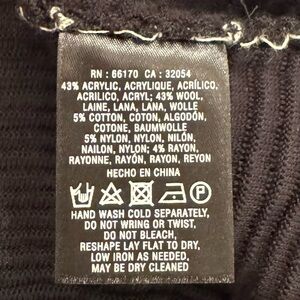 RN : 66170 CA : 32054
43% ACRYLIC, ACRYLIQUE, ACRÍLICO,
ACRILICO, ACRYL; 43% WOOL,
LAINE, LANA, LANA, WOLLE
5% COTTON, COTON, ALGODÓN,
COTONE, BAUMWOLLE
5% NYLON, NYLON, NILÓN,
NAILON, NYLON; 4% RAYON,
RAYONNE, RAYÓN, RAYON, REYON
HECHO EN CHINA
P
HAND WASH COLD SEPARATELY,
DO NOT WRING OR TWIST,
DO NOT BLEACH,
RESHAPE LAY FLAT TO DRY,
LOW IRON AS NEEDED,
MAY BE DRY CLEANED